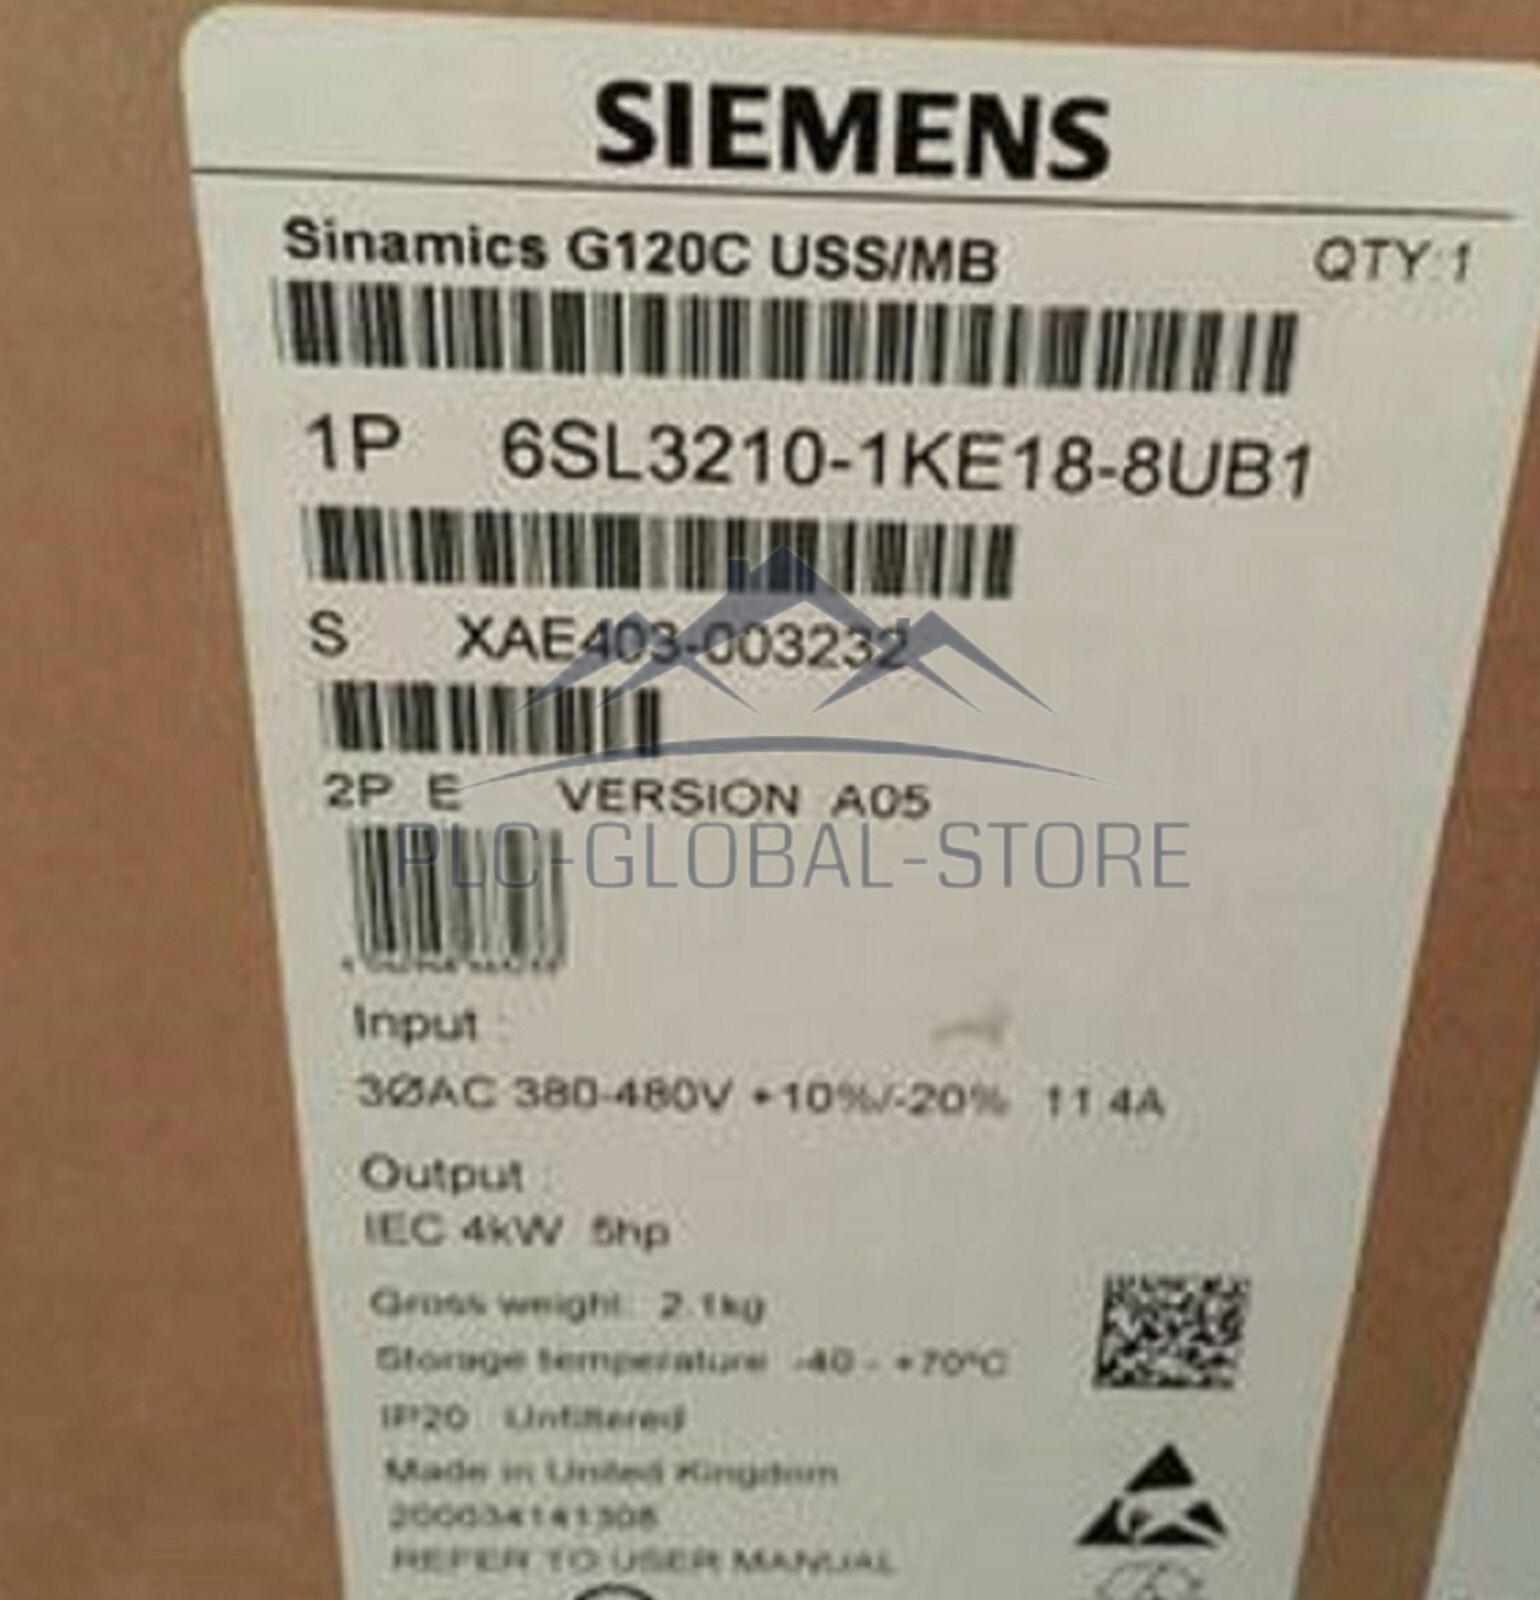 SIEMENS
Sinamics G120C USS/MB QTY:1
1P 6SL3210-1KE18-8UB1
S XAE403-003232
2P E VERSION A05
PLC-GLOBAL-STORE
Input :
3ØAC 380-480V +10%/-20% 11.4A
Output :
IEC 4kW 5hp
Gross weight: 2.1kg
Storage temperature -40 - +70ºC
IP20 Unfiltered
Made in United Kingdom
200034141308
REFER TO USER MANUAL